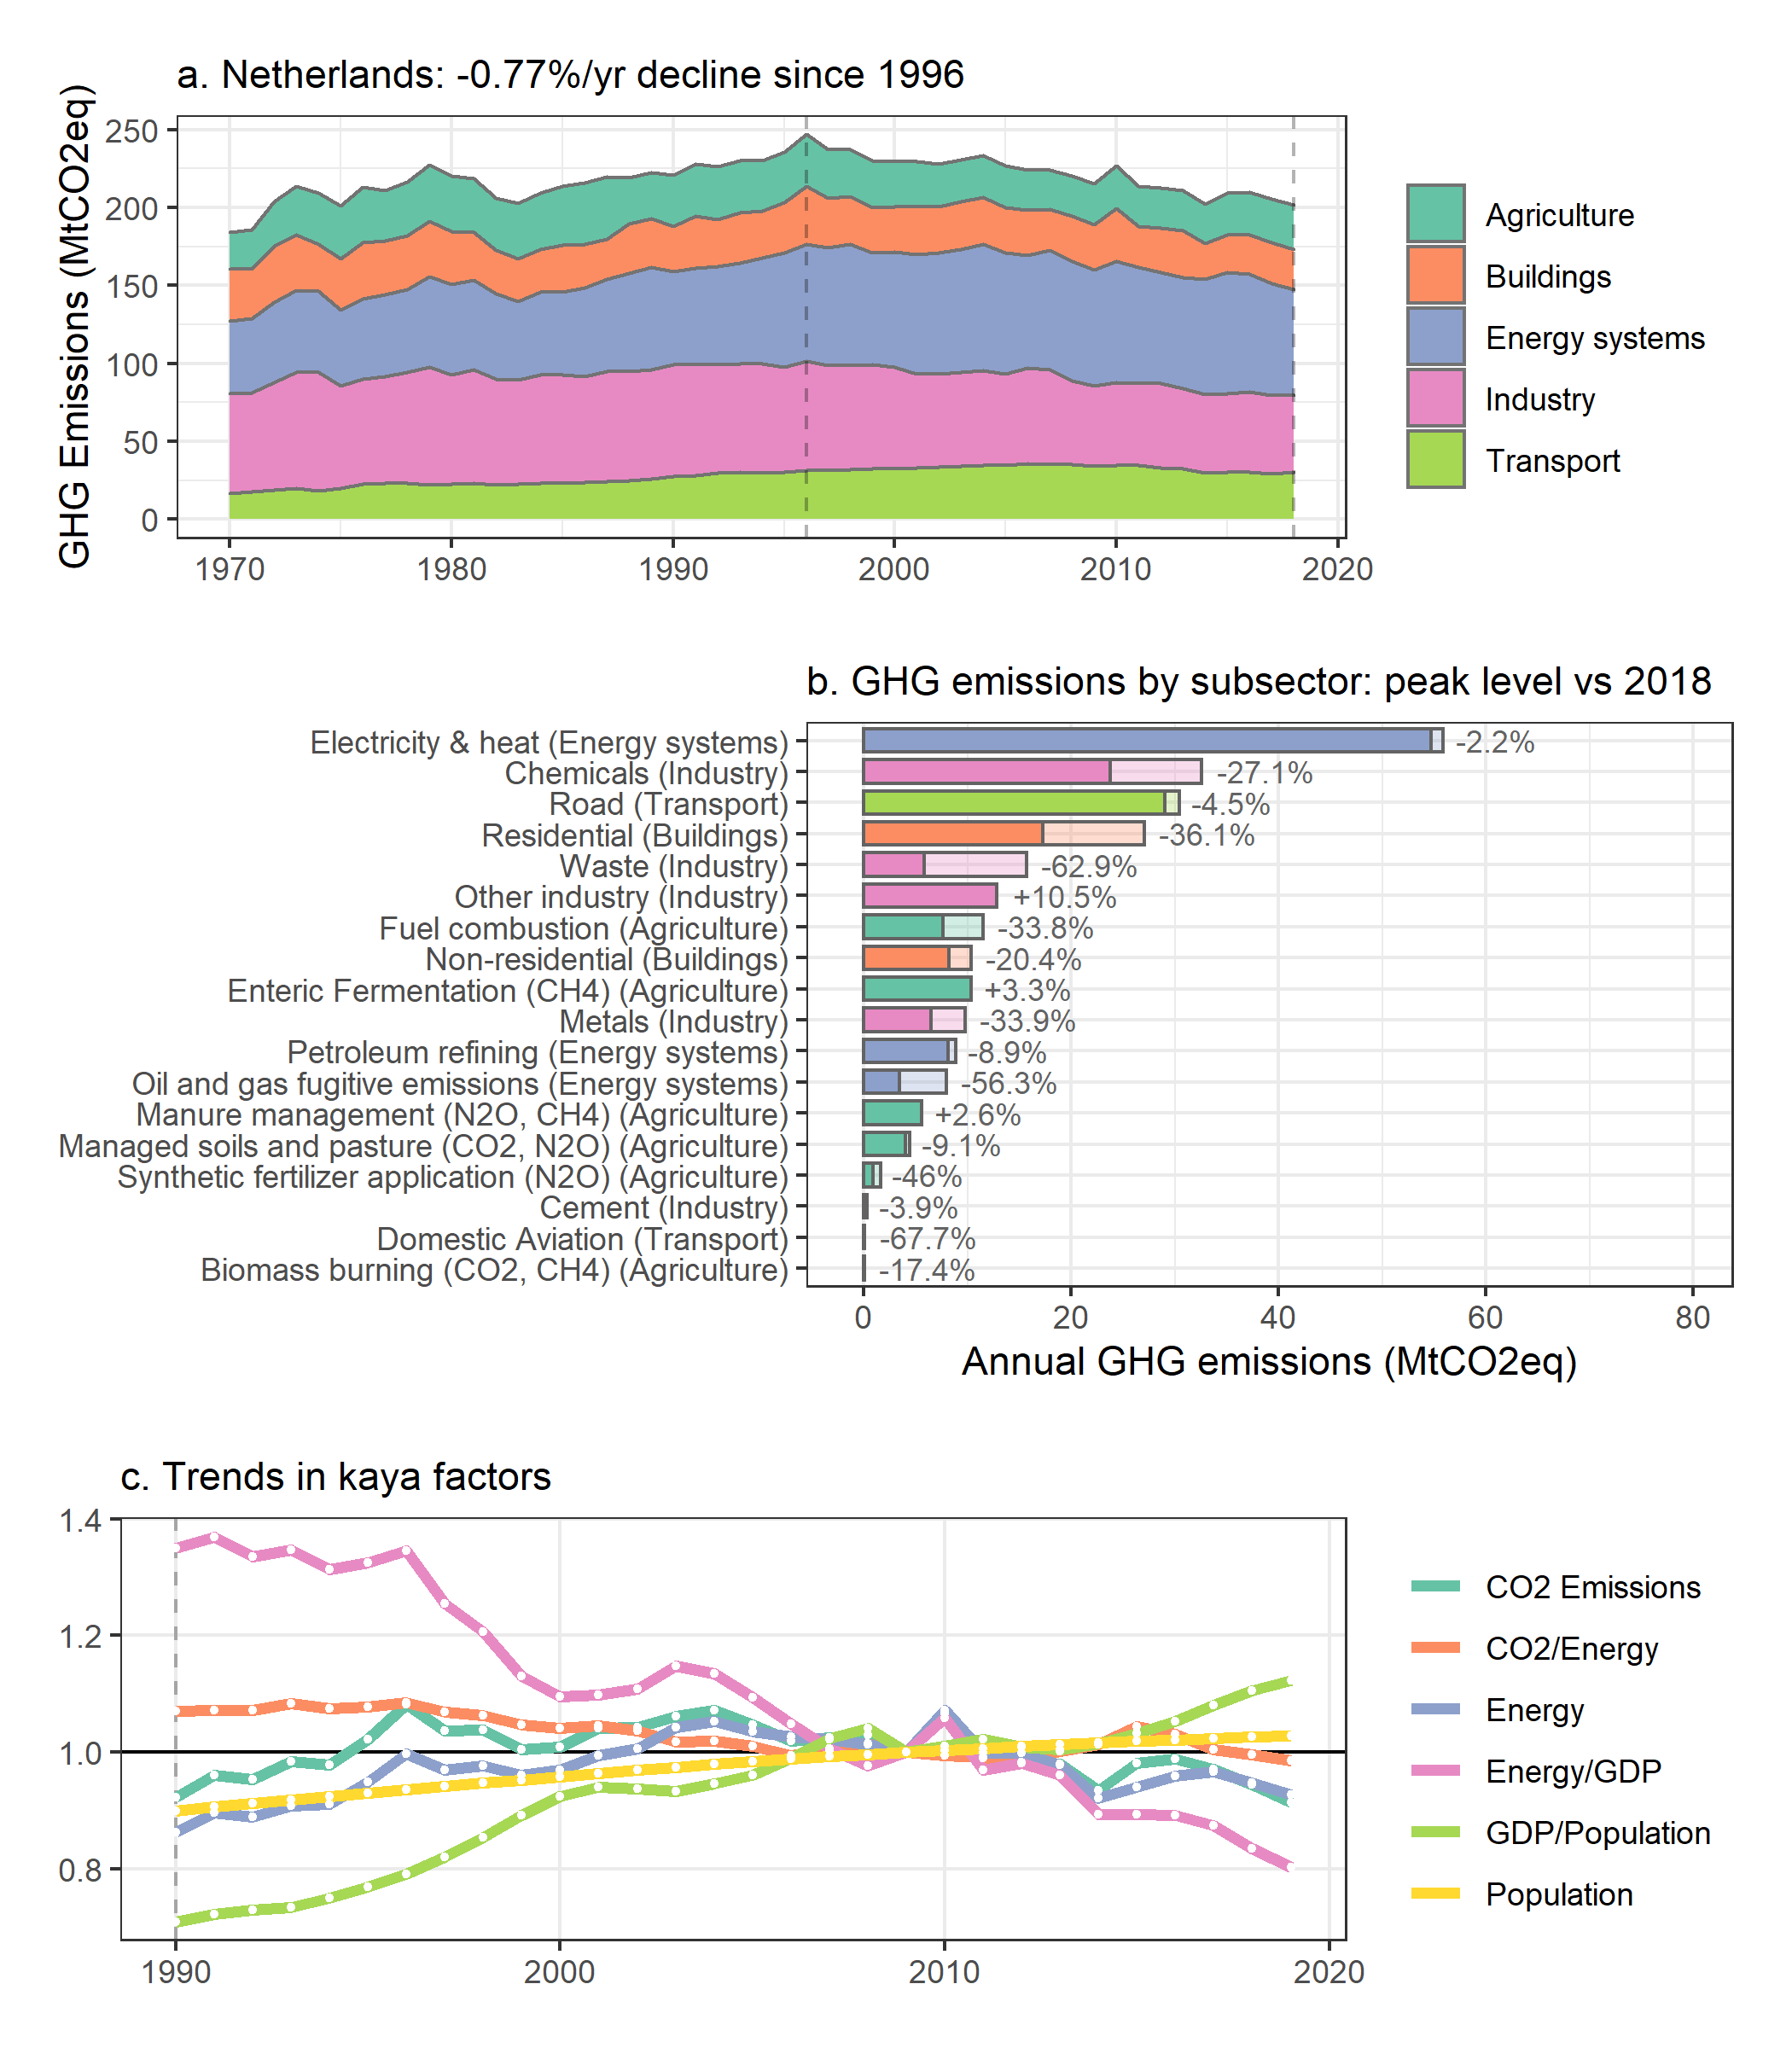 a. Netherlands: -0.77%/yr decline since 1996
GHG Emissions (MtCO2eq)
250
200
150
100
50
0
1970 1980 1990 2000 2010 2020
Agriculture
Buildings
Energy systems
Industry
Transport
b. GHG emissions by subsector: peak level vs 2018
Electricity & heat (Energy systems) -2.2%
Chemicals (Industry) -27.1%
Road (Transport) -4.5%
Residential (Buildings) -36.1%
Waste (Industry) -62.9%
Other industry (Industry) +10.5%
Fuel combustion (Agriculture) -33.8%
Non-residential (Buildings) -20.4%
Enteric Fermentation (CH4) (Agriculture) +3.3%
Metals (Industry) -33.9%
Petroleum refining (Energy systems) -8.9%
Oil and gas fugitive emissions (Energy systems) -56.3%
Manure management (N2O, CH4) (Agriculture) +2.6%
Managed soils and pasture (CO2, N2O) (Agriculture) -9.1%
Synthetic fertilizer application (N2O) (Agriculture) -46%
Cement (Industry) -3.9%
Domestic Aviation (Transport) -67.7%
Biomass burning (CO2, CH4) (Agriculture) -17.4%
0 20 40 60 80
Annual GHG emissions (MtCO2eq)
c. Trends in kaya factors
1.4
1.2
1.0
0.8
1990 2000 2010 2020
CO2 Emissions
CO2/Energy
Energy
Energy/GDP
GDP/Population
Population